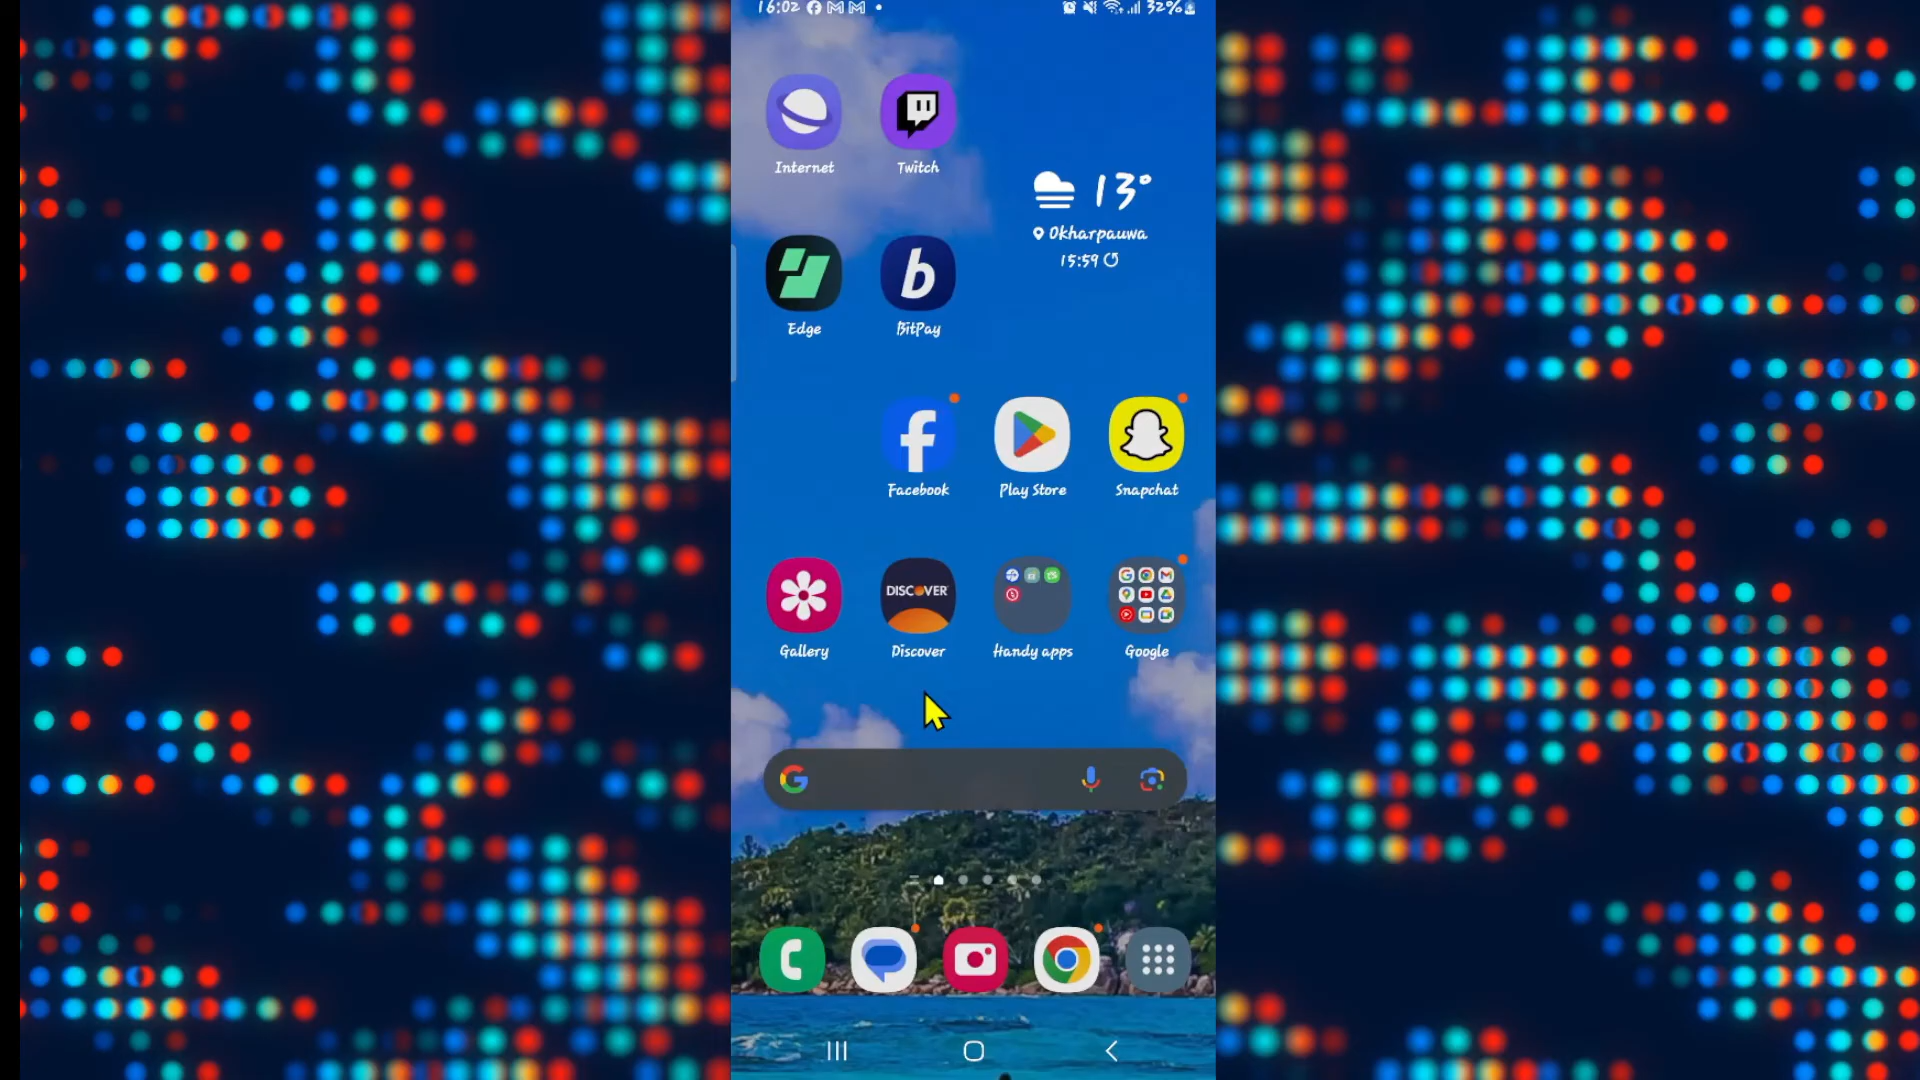 16:02
32%
Internet
Twitch
13°
Okharpauwa
15:59
Edge
b
BitPay
Facebook
Play Store
Snapchat
DISCOVER
Gallery
Discover
Handy apps
Google